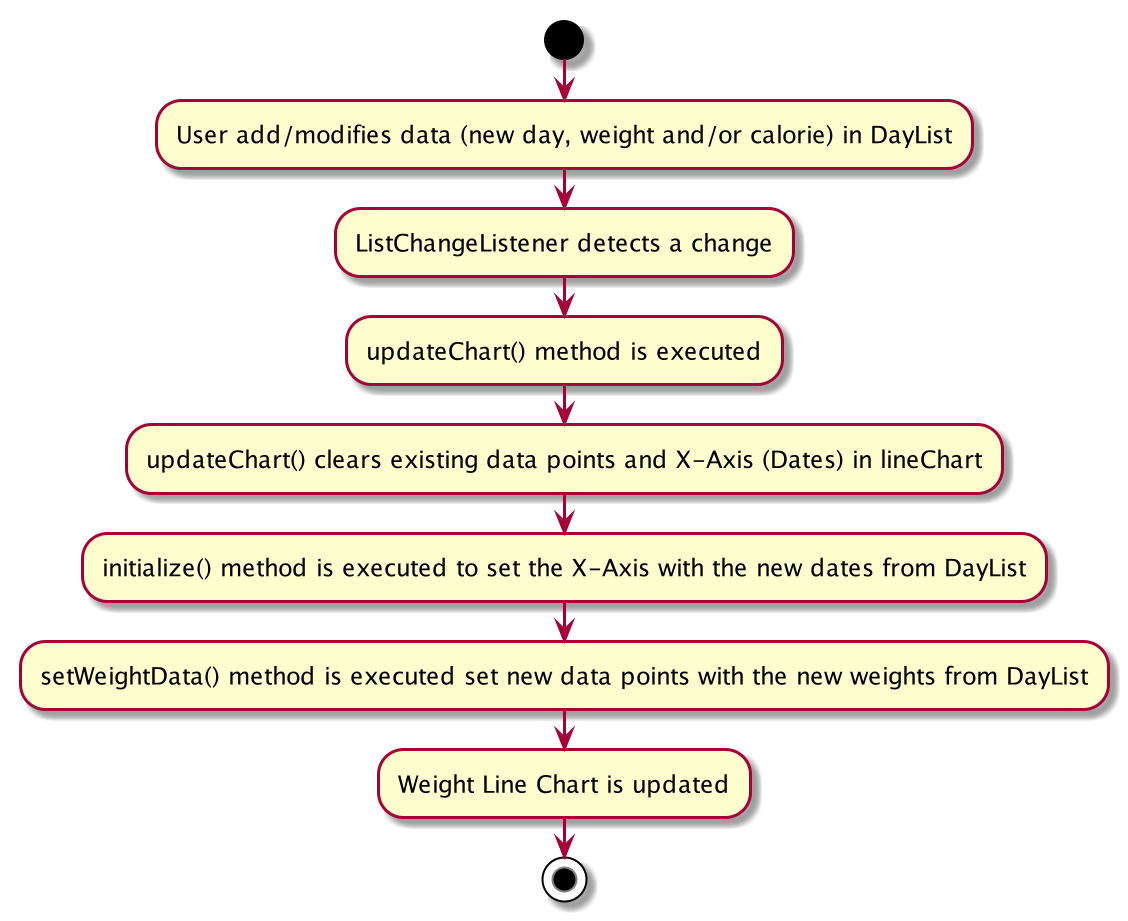 User add/modifies data (new day, weight and/or calorie) in DayList
ListChangeListener detects a change
updateChart() method is executed
updateChart() clears existing data points and X-Axis (Dates) in lineChart
initialize() method is executed to set the X-Axis with the new dates from DayList
setWeightData() method is executed set new data points with the new weights from DayList
Weight Line Chart is updated